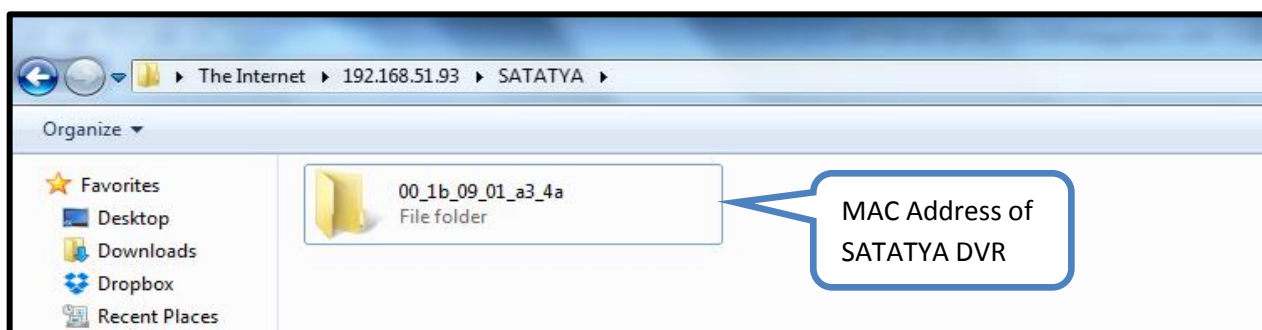 The Internet ▸ 192.168.51.93 ▸ SATATYA ▸
Organize ▾
Favorites
Desktop
Downloads
Dropbox
Recent Places
00_1b_09_01_a3_4a
File folder
MAC Address of
SATATYA DVR